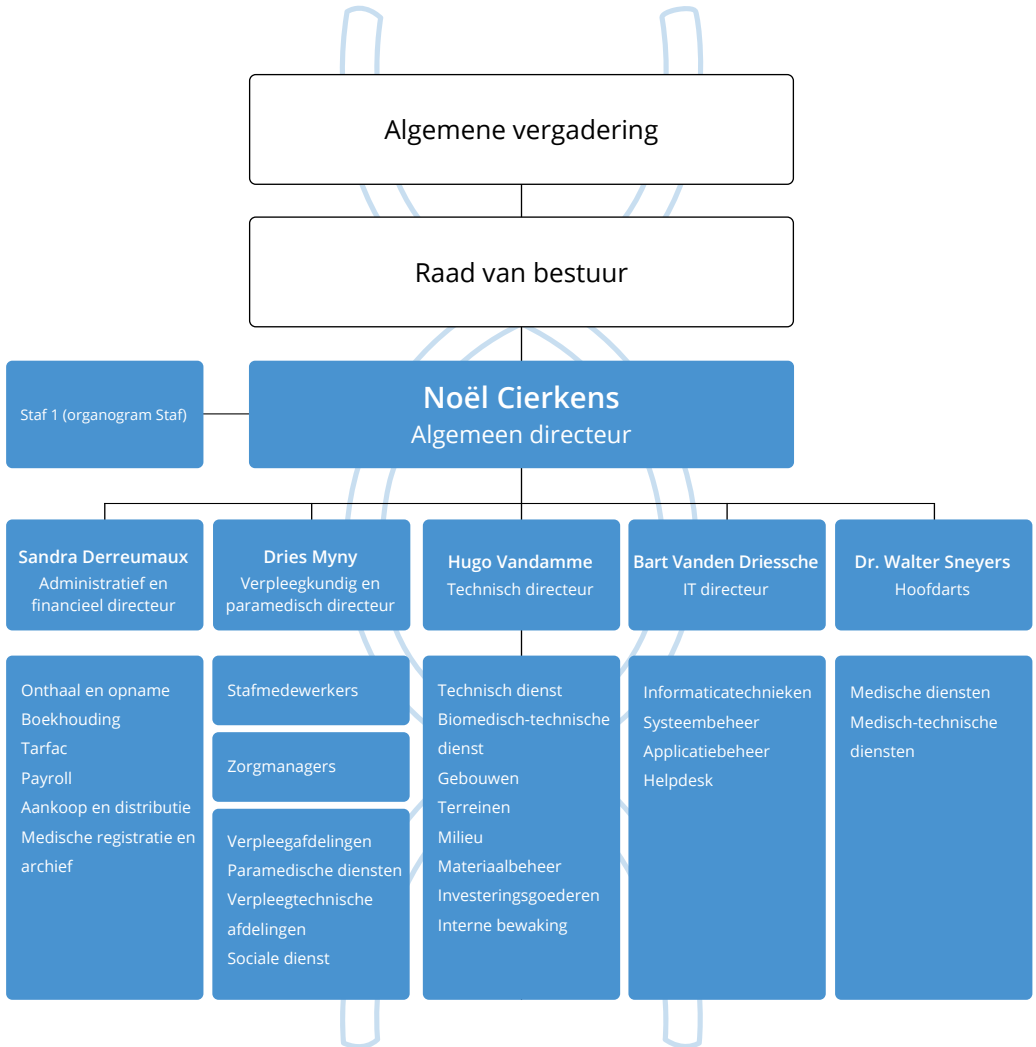 Algemene vergadering
Raad van bestuur
Staf 1 (organogram Staf)
Noël Cierkens
Algemeen directeur
Sandra Derreumaux
Administratief en
financieel directeur
Dries Myny
Verpleegkundig en
paramedisch directeur
Hugo Vandamme
Technisch directeur
Bart Vanden Driessche
IT directeur
Dr. Walter Sneyers
Hoofdarts
Onthaal en opname
Boekhouding
Tarfac
Payroll
Aankoop en distributie
Medische registratie en
archief
Stafmedewerkers
Zorgmanagers
Verpleegafdelingen
Paramedische diensten
Verpleegtechnische
afdelingen
Sociale dienst
Technisch dienst
Biomedisch-technische
dienst
Gebouwen
Terreinen
Milieu
Materiaalbeheer
Investeringsgoederen
Interne bewaking
Informaticatechnieken
Systeembeheer
Applicatiebeheer
Helpdesk
Medische diensten
Medisch-technische
diensten